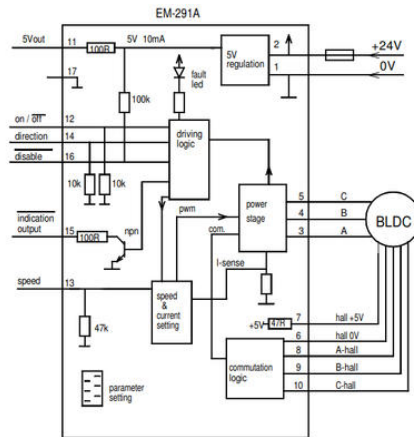 EM-291A
5Vout 11 100R 5V 10mA
5V regulation
2 +24V
1 0V
17
fault led
100k
on / off 12
direction 14
disable 16
driving logic
10k 10k
power stage
5 C
4 B
3 A
BLDC
pwm
com.
indication output 15 100R npn
I-sense
speed 13
speed & current setting
47k
+5V 47R 7 hall +5V
6 hall 0V
8 A-hall
9 B-hall
10 C-hall
commutation logic
parameter setting